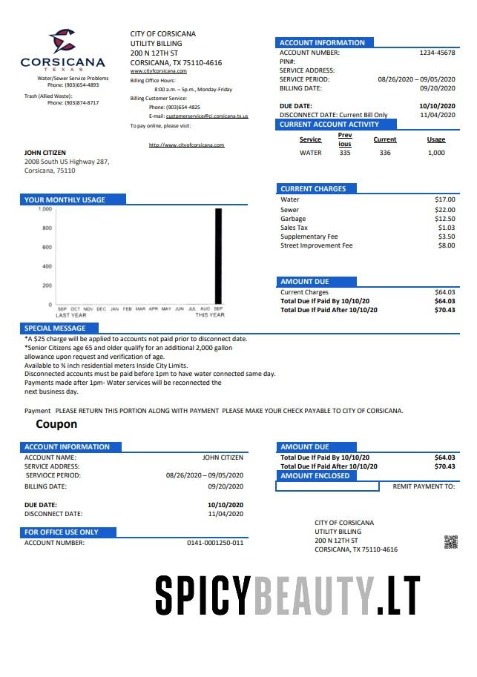 CORSICANA
TEXAS
Water/Sewer Service Problems
Phone: (903)654-4893
Trash (Allied Waste):
Phone: (903)874-8717
CITY OF CORSICANA
UTILITY BILLING
200 N 12TH ST
CORSICANA, TX 75110-4616
www.cityofcorsicana.com
Billing Office Hours:
8:00 a.m. – 5p.m., Monday-Friday
Billing Customer Service:
Phone: (903)654-4825
E-mail: customerservice@ci.corsicana.tx.us
To pay online, please visit:
http://www.cityofcorsicana.com
JOHN CITIZEN
2008 South US Highway 287,
Corsicana, 75110
ACCOUNT INFORMATION
ACCOUNT NUMBER: 1234-45678
PIN#:
SERVICE ADDRESS:
SERVICE PERIOD: 08/26/2020 – 09/05/2020
BILLING DATE: 09/20/2020
DUE DATE: 10/10/2020
DISCONNECT DATE: Current Bill Only 11/04/2020
CURRENT ACCOUNT ACTIVITY
Service Prev ious Current Usage
WATER 335 336 1,000
CURRENT CHARGES
Water $17.00
Sewer $22.00
Garbage $12.50
Sales Tax $1.03
Supplementary Fee $3.50
Street Improvement Fee $8.00
YOUR MONTHLY USAGE
1,000
800
600
400
200
0
SEP OCT NOV DEC JAN FEB MAR APR MAY JUN JUL AUG SEP
LAST YEAR THIS YEAR
AMOUNT DUE
Current Charges $64.03
Total Due If Paid By 10/10/20 $64.03
Total Due If Paid After 10/10/20 $70.43
SPECIAL MESSAGE
*A $25 charge will be applied to accounts not paid prior to disconnect date.
*Senior Citizens age 65 and older qualify for an additional 2,000 gallon
allowance upon request and verification of age.
Available to ¾ inch residential meters Inside City Limits.
Disconnected accounts must be paid before 1pm to have water connected same day.
Payments made after 1pm- Water services will be reconnected the
next business day.
Payment PLEASE RETURN THIS PORTION ALONG WITH PAYMENT PLEASE MAKE YOUR CHECK PAYABLE TO CITY OF CORSICANA.
Coupon
ACCOUNT INFORMATION
ACCOUNT NAME: JOHN CITIZEN
SERVICE ADDRESS:
SERVIOCE PERIOD: 08/26/2020 – 09/05/2020
BILLING DATE: 09/20/2020
DUE DATE: 10/10/2020
DISCONNECT DATE: 11/04/2020
FOR OFFICE USE ONLY
ACCOUNT NUMBER: 0141-0001250-011
AMOUNT DUE
Total Due If Paid By 10/10/20 $64.03
Total Due If Paid After 10/10/20 $70.43
AMOUNT ENCLOSED
REMIT PAYMENT TO:
CITY OF CORSICANA
UTILITY BILLING
200 N 12TH ST
CORSICANA, TX 75110-4616
SPICYBEAUTY.LT